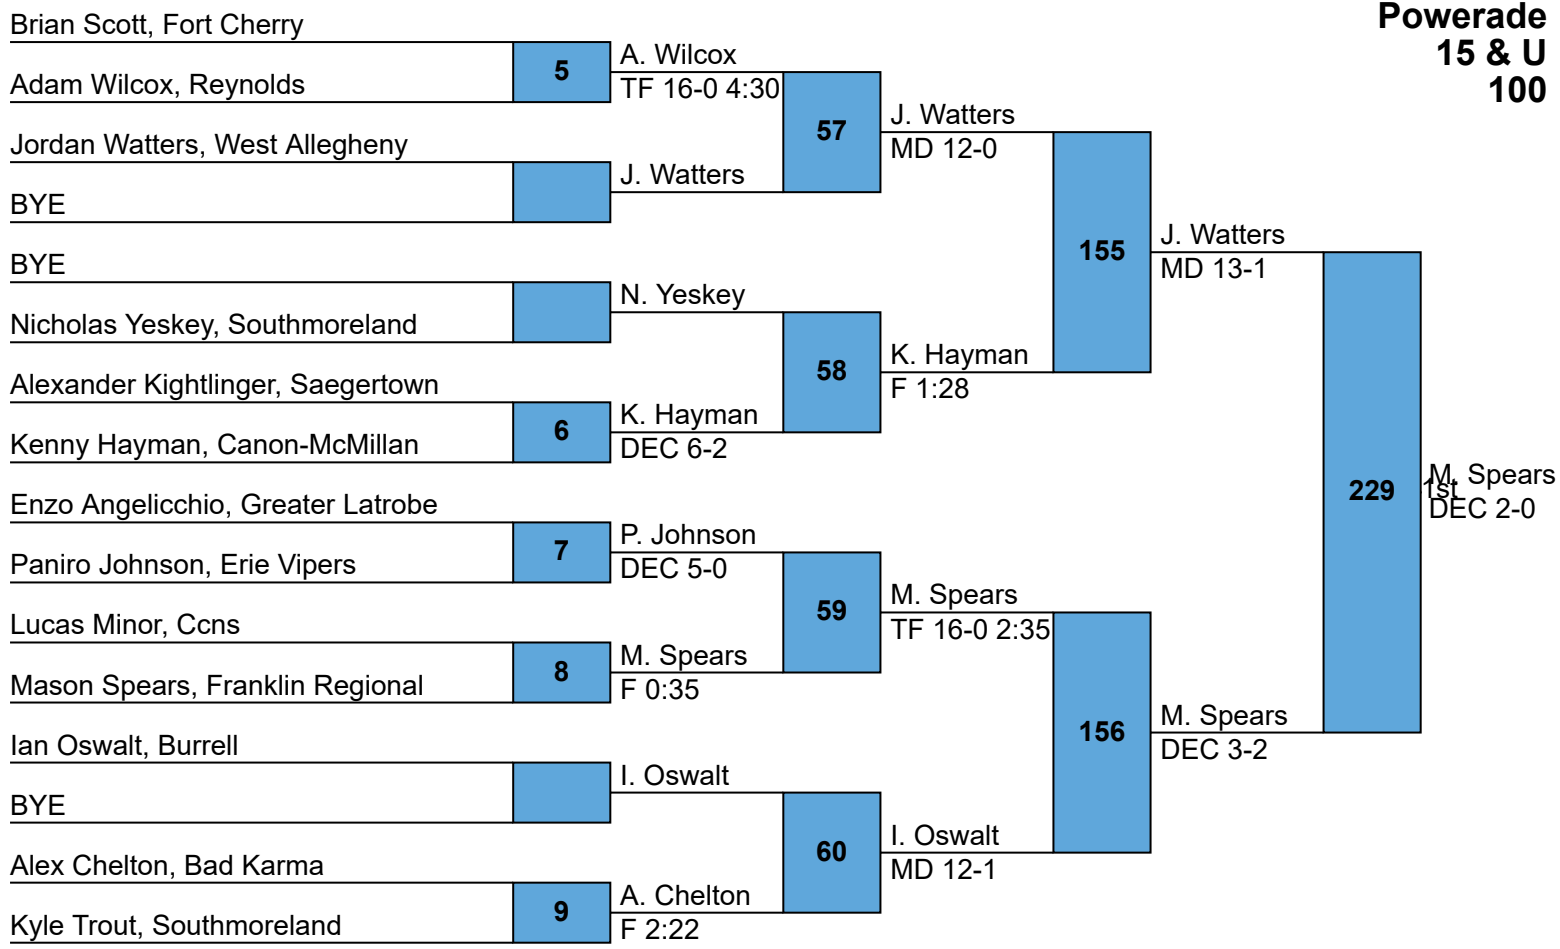 Powerade
15 & U
100
Brian Scott, Fort Cherry
5
Adam Wilcox, Reynolds
A. Wilcox
TF 16-0 4:30
Jordan Watters, West Allegheny
BYE
J. Watters
57
J. Watters
MD 12-0
BYE
Nicholas Yeskey, Southmoreland
N. Yeskey
Alexander Kightlinger, Saegertown
6
Kenny Hayman, Canon-McMillan
K. Hayman
DEC 6-2
58
K. Hayman
F 1:28
155
J. Watters
MD 13-1
Enzo Angelicchio, Greater Latrobe
7
Paniro Johnson, Erie Vipers
P. Johnson
DEC 5-0
Lucas Minor, Ccns
8
Mason Spears, Franklin Regional
M. Spears
F 0:35
59
M. Spears
TF 16-0 2:35
Ian Oswalt, Burrell
BYE
I. Oswalt
Alex Chelton, Bad Karma
9
Kyle Trout, Southmoreland
A. Chelton
F 2:22
60
I. Oswalt
MD 12-1
156
M. Spears
DEC 3-2
229
M. Spears
1st
DEC 2-0